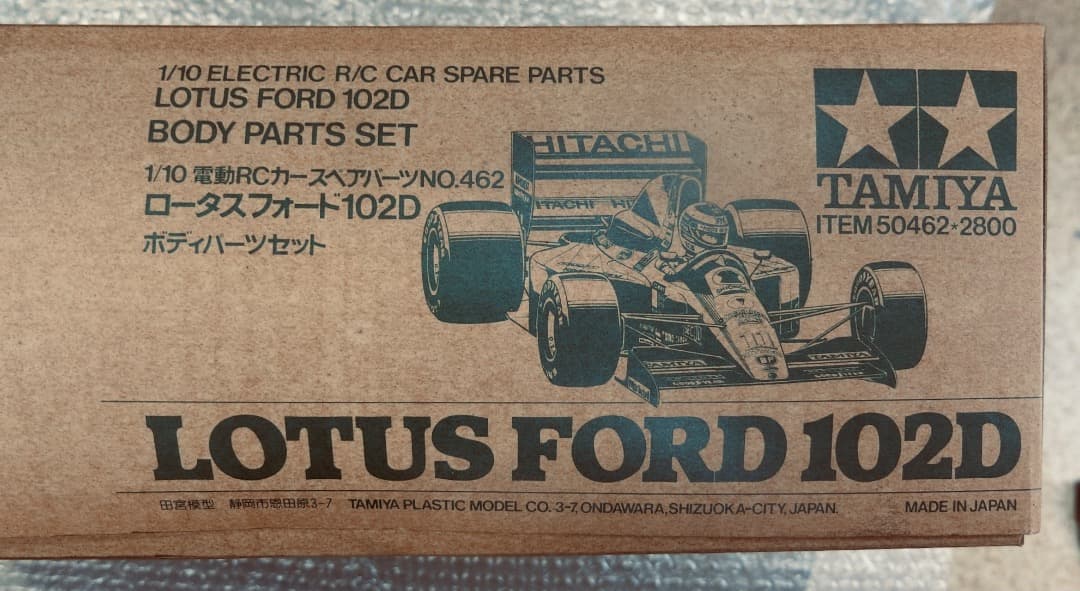 1/10 ELECTRIC R/C CAR SPARE PARTS
LOTUS FORD 102D
BODY PARTS SET
1/10 電動RCカースペアパーツNO.462
ロータスフォード102D
ボディパーツセット
HITACHI
HITACHI
TAMIYA
ITEM 50462★2800
TAMIYA
LOTUS FORD 102D
田宮模型 静岡市恩田原3-7 TAMIYA PLASTIC MODEL CO. 3-7, ONDAWARA, SHIZUOKA-CITY, JAPAN.
MADE IN JAPAN